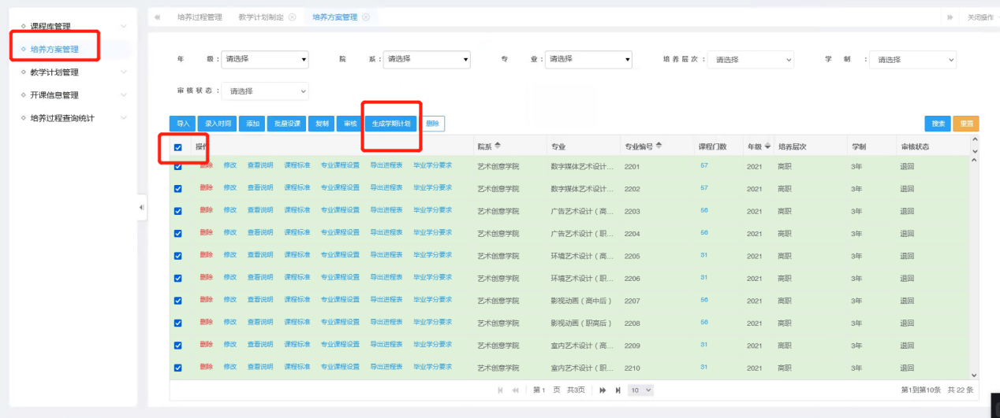 课程库管理
培养方案管理
教学计划管理
开课信息管理
培养过程查询统计
培养过程管理 教学计划制定 培养方案管理 关闭操作
年 级： 请选择 院 系： 请选择 专 业： 请选择 培养层次： 请选择 学 制 ： 请选择
审核状态： 请选择
导入 录入时间 添加 批量设课 复制 审核 生成学期计划 删除 搜索 重置
操作 院系 专业 专业编号 课程门数 年级 培养层次 学制 审核状态
删除 修改 查看说明 课程标准 专业课程设置 导出进程表 毕业学分要求 艺术创意学院 数字媒体艺术设计... 2201 57 2021 高职 3年 退回
删除 修改 查看说明 课程标准 专业课程设置 导出进程表 毕业学分要求 艺术创意学院 数字媒体艺术设计... 2202 57 2021 高职 3年 退回
删除 修改 查看说明 课程标准 专业课程设置 导出进程表 毕业学分要求 艺术创意学院 广告艺术设计（高... 2203 56 2021 高职 3年 退回
删除 修改 查看说明 课程标准 专业课程设置 导出进程表 毕业学分要求 艺术创意学院 广告艺术设计（职... 2204 56 2021 高职 3年 退回
删除 修改 查看说明 课程标准 专业课程设置 导出进程表 毕业学分要求 艺术创意学院 环境艺术设计（高... 2205 31 2021 高职 3年 退回
删除 修改 查看说明 课程标准 专业课程设置 导出进程表 毕业学分要求 艺术创意学院 环境艺术设计（职... 2206 31 2021 高职 3年 退回
删除 修改 查看说明 课程标准 专业课程设置 导出进程表 毕业学分要求 艺术创意学院 影视动画（高中后） 2207 56 2021 高职 3年 退回
删除 修改 查看说明 课程标准 专业课程设置 导出进程表 毕业学分要求 艺术创意学院 影视动画（职高后） 2208 56 2021 高职 3年 退回
删除 修改 查看说明 课程标准 专业课程设置 导出进程表 毕业学分要求 艺术创意学院 室内艺术设计（高... 2209 31 2021 高职 3年 退回
删除 修改 查看说明 课程标准 专业课程设置 导出进程表 毕业学分要求 艺术创意学院 室内艺术设计（职... 2210 31 2021 高职 3年 退回
第 1 页 共3页 10 第1到第10条 共 22 条